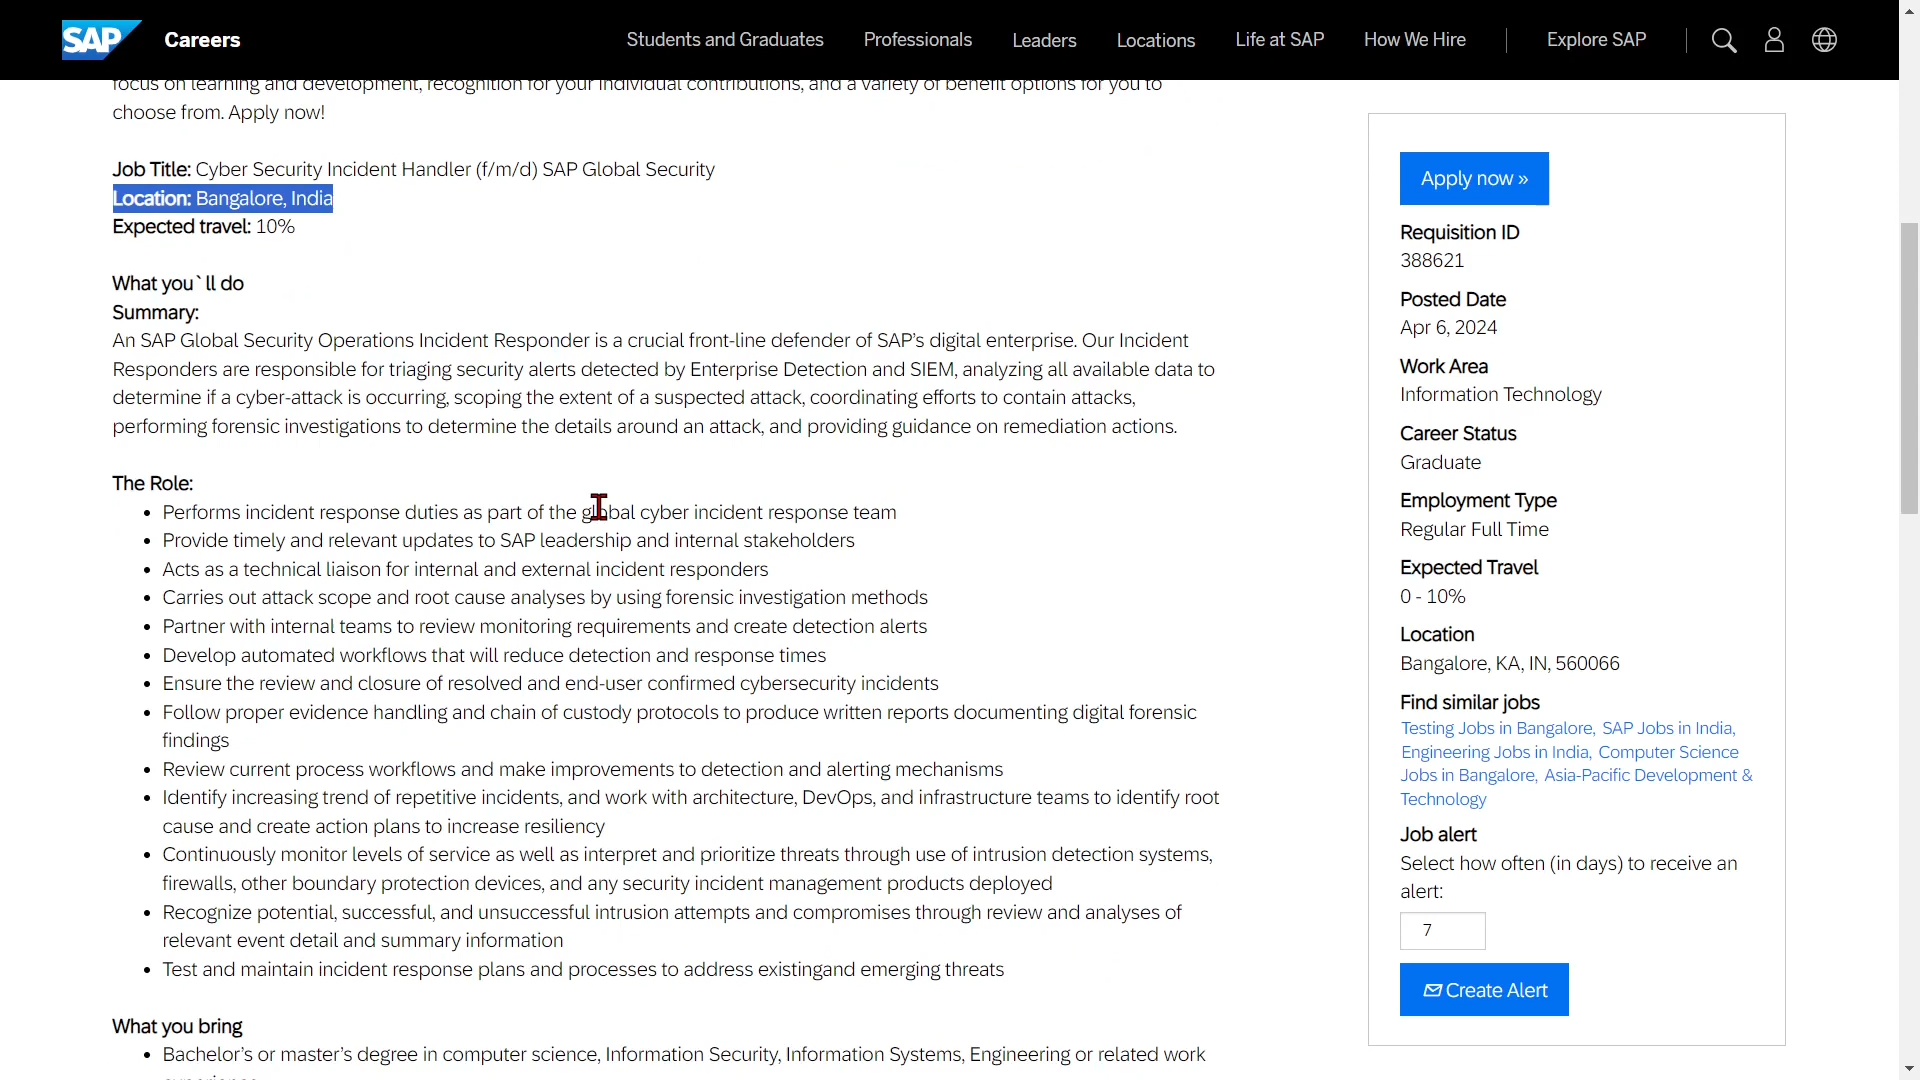 SAP Careers Students and Graduates Professionals Leaders Locations Life at SAP How We Hire Explore SAP
focus on learning and development, recognition for your individual contributions, and a variety of benefit options for you to
choose from. Apply now!
Job Title: Cyber Security Incident Handler (f/m/d) SAP Global Security
Location: Bangalore, India
Expected travel: 10%
What you`ll do
Summary:
An SAP Global Security Operations Incident Responder is a crucial front-line defender of SAP’s digital enterprise. Our Incident
Responders are responsible for triaging security alerts detected by Enterprise Detection and SIEM, analyzing all available data to
determine if a cyber-attack is occurring, scoping the extent of a suspected attack, coordinating efforts to contain attacks,
performing forensic investigations to determine the details around an attack, and providing guidance on remediation actions.
The Role:
• Performs incident response duties as part of the global cyber incident response team
• Provide timely and relevant updates to SAP leadership and internal stakeholders
• Acts as a technical liaison for internal and external incident responders
• Carries out attack scope and root cause analyses by using forensic investigation methods
• Partner with internal teams to review monitoring requirements and create detection alerts
• Develop automated workflows that will reduce detection and response times
• Ensure the review and closure of resolved and end-user confirmed cybersecurity incidents
• Follow proper evidence handling and chain of custody protocols to produce written reports documenting digital forensic
findings
• Review current process workflows and make improvements to detection and alerting mechanisms
• Identify increasing trend of repetitive incidents, and work with architecture, DevOps, and infrastructure teams to identify root
cause and create action plans to increase resiliency
• Continuously monitor levels of service as well as interpret and prioritize threats through use of intrusion detection systems,
firewalls, other boundary protection devices, and any security incident management products deployed
• Recognize potential, successful, and unsuccessful intrusion attempts and compromises through review and analyses of
relevant event detail and summary information
• Test and maintain incident response plans and processes to address existingand emerging threats
What you bring
• Bachelor’s or master’s degree in computer science, Information Security, Information Systems, Engineering or related work
Apply now »
Requisition ID
388621
Posted Date
Apr 6, 2024
Work Area
Information Technology
Career Status
Graduate
Employment Type
Regular Full Time
Expected Travel
0 - 10%
Location
Bangalore, KA, IN, 560066
Find similar jobs
Testing Jobs in Bangalore, SAP Jobs in India,
Engineering Jobs in India, Computer Science
Jobs in Bangalore, Asia-Pacific Development &
Technology
Job alert
Select how often (in days) to receive an
alert:
7
Create Alert